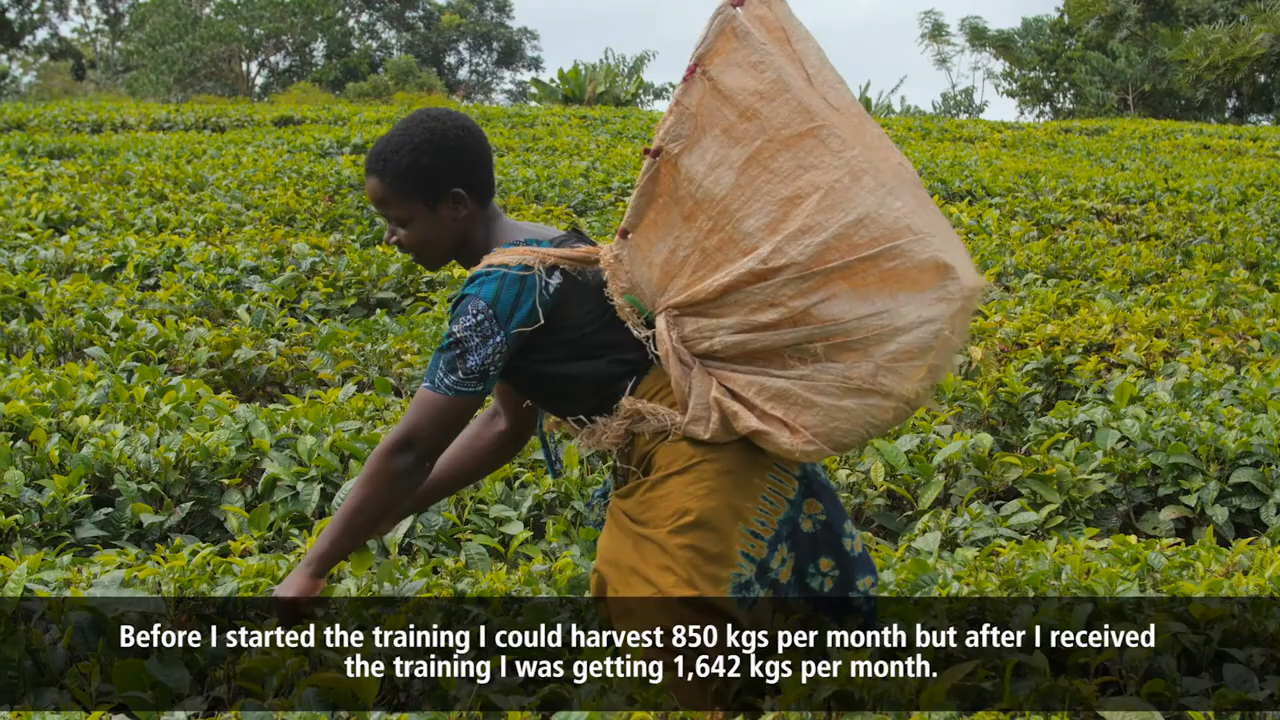 Before I started the training I could harvest 850 kgs per month but after I received
the training I was getting 1,642 kgs per month.